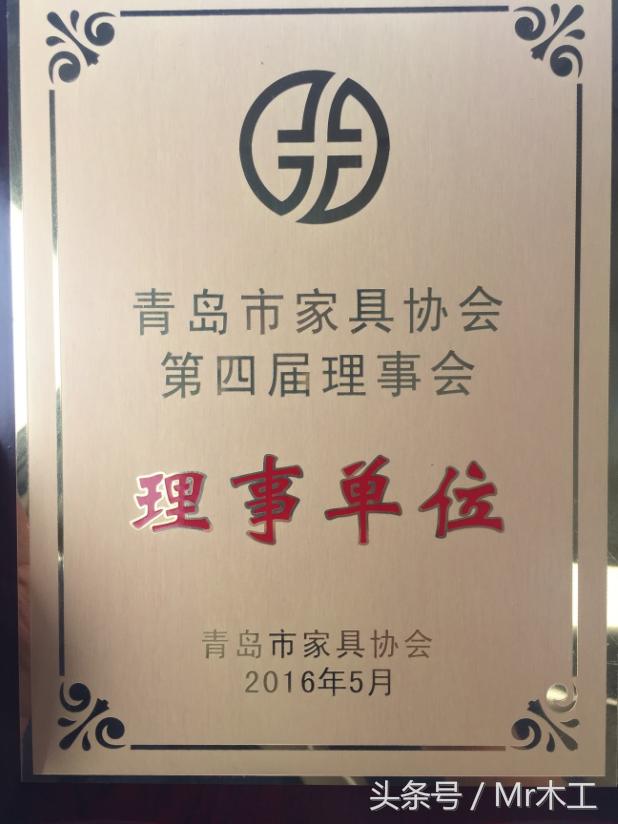 青岛市家具协会
第四届理事会
理事单位
青岛市家具协会
2016年5月
头条号 / Mr木工